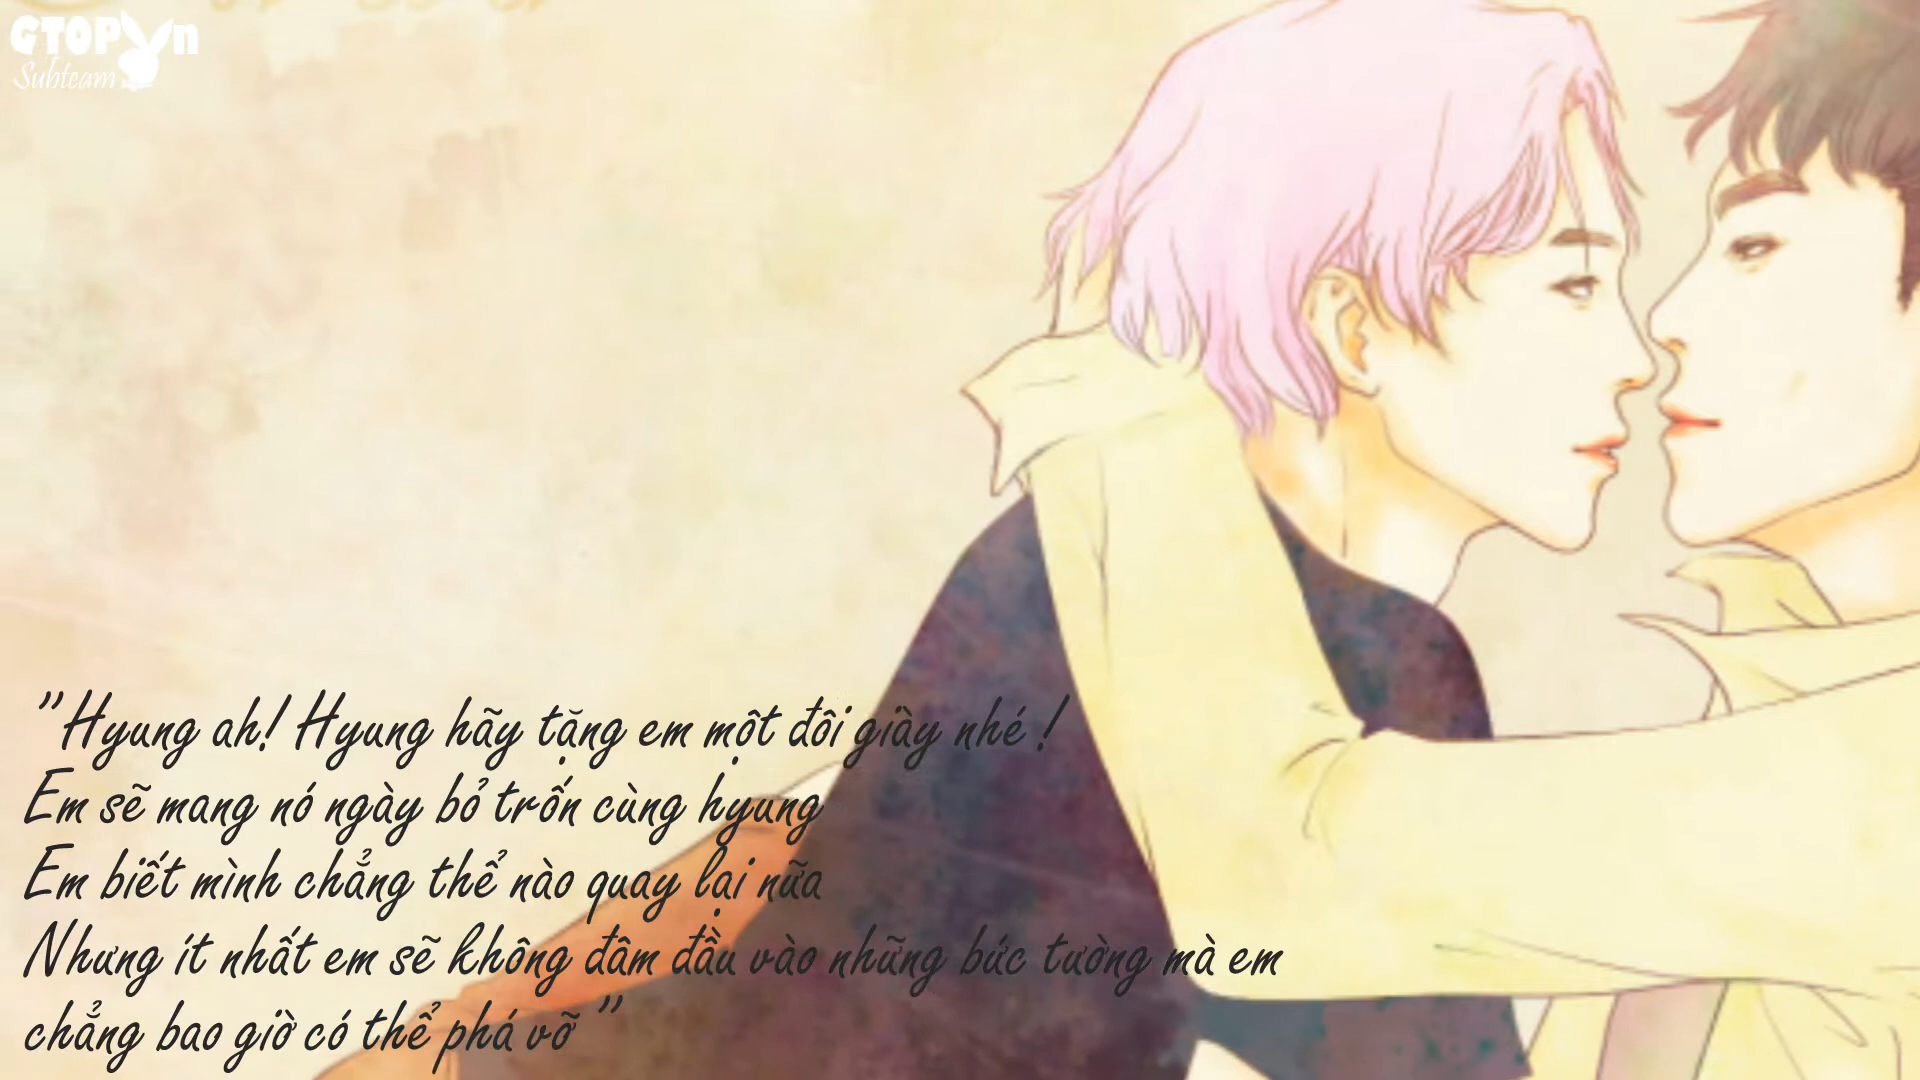 GTOPVn
Subteam
"Hyung ah! Hyung hãy tặng em một đôi giày nhé !
Em sẽ mang nó ngày bỏ trốn cùng hyung
Em biết mình chẳng thể nào quay lại nữa
Nhưng ít nhất em sẽ không đâm đầu vào những bức tường mà em
chẳng bao giờ có thể phá vỡ "